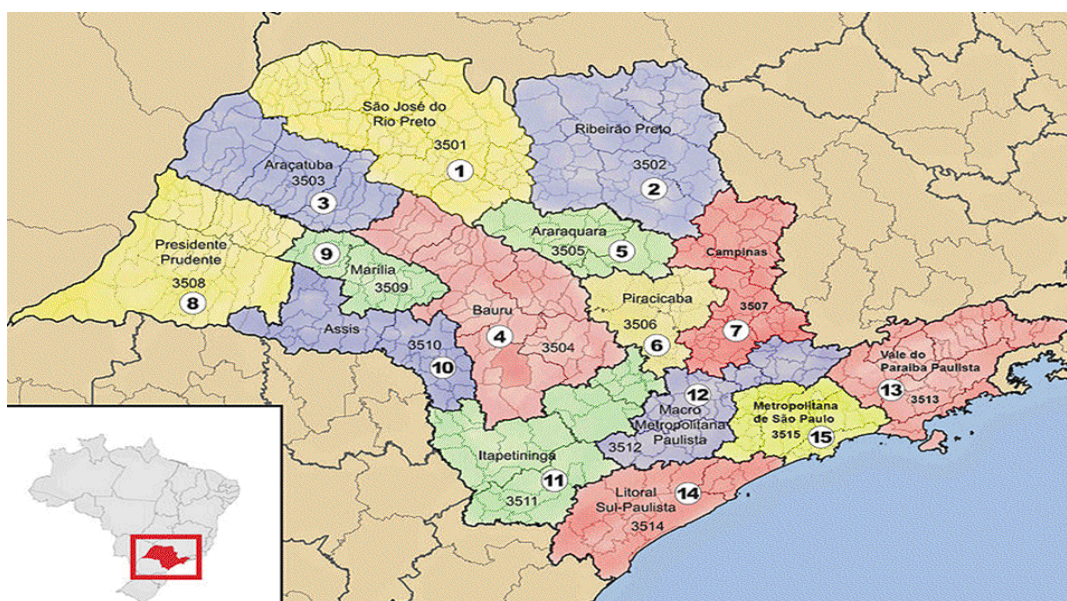 São José do
Rio Preto
3501
1
Ribeirão Preto
3502
2
Araçatuba
3503
3
Araraquara
3505
5
Campinas
3507
7
Presidente
Prudente
3508
8
9
Marília
3509
Bauru
4
3504
Piracicaba
3506
6
Assis
3510
10
Vale do
Paraiba Paulista
13
3513
12
Macro
Metropolitana
Paulista
3512
Metropolitana
de São Paulo
3515
15
Itapetininga
11
3511
Litoral
Sul-Paulista
14
3514